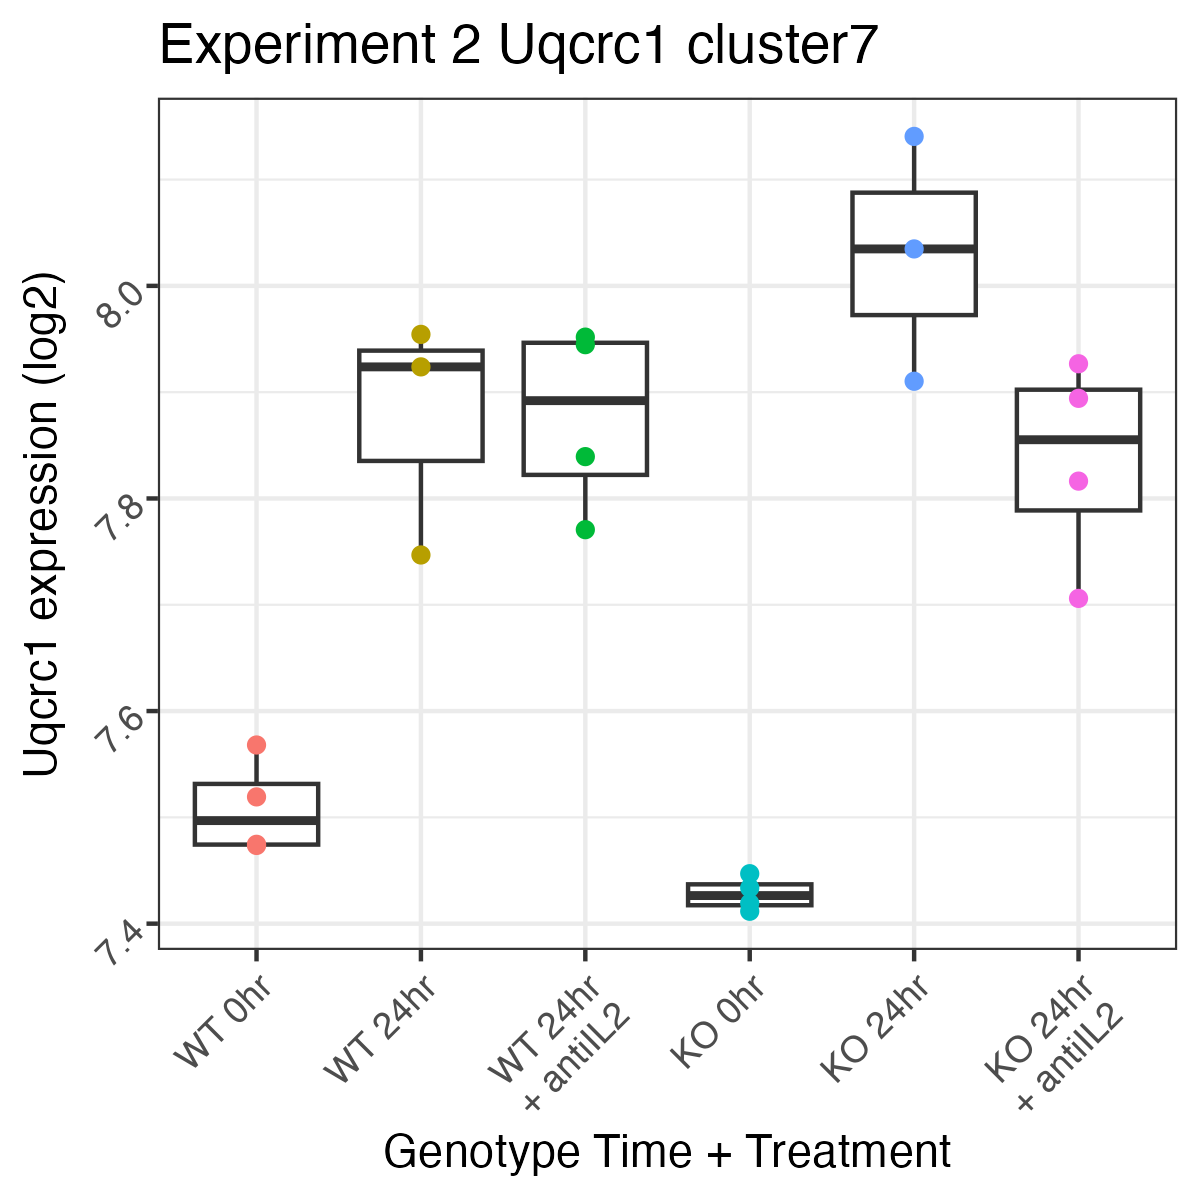 Experiment 2 Uqcrc1 cluster7
Uqcrc1 expression (log2)
8.0
7.8
7.6
7.4
WT 0hr
WT 24hr
WT 24hr
+ antiIL2
KO 0hr
KO 24hr
KO 24hr
+ antiIL2
Genotype Time + Treatment